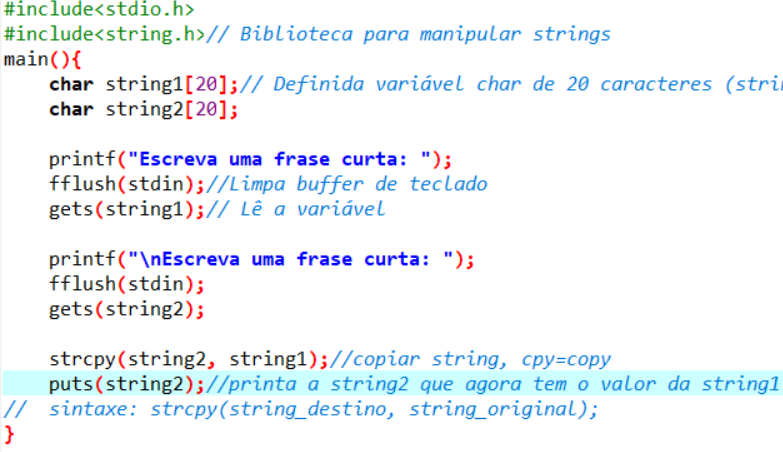 #include<stdio.h>
#include<string.h>// Biblioteca para manipular strings
main(){
    char string1[20];// Definida variável char de 20 caracteres
    char string2[20];

    printf("Escreva uma frase curta: ");
    fflush(stdin);//Limpa buffer de teclado
    gets(string1);// Lê a variável

    printf("\nEscreva uma frase curta: ");
    fflush(stdin);
    gets(string2);

    strcpy(string2, string1);//copiar string, cpy=copy
    puts(string2);//printa a string2 que agora tem o valor da string1
//  sintaxe: strcpy(string_destino, string_original);
}